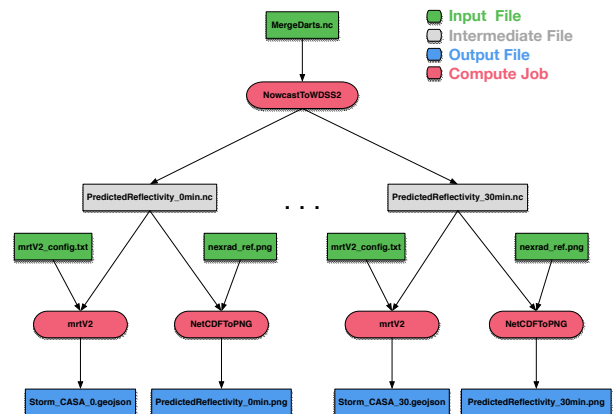 MergeDarts.nc
Input File
Intermediate File
Output File
Compute Job
NowcastToWDSS2
PredictedReflectivity_0min.nc
. . .
PredictedReflectivity_30min.nc
mrtV2_config.txt
nexrad_ref.png
mrtV2_config.txt
nexrad_ref.png
mrtV2
NetCDFToPNG
mrtV2
NetCDFToPNG
Storm_CASA_0.geojson
PredictedReflectivity_0min.png
Storm_CASA_30.geojson
PredictedReflectivity_30min.png